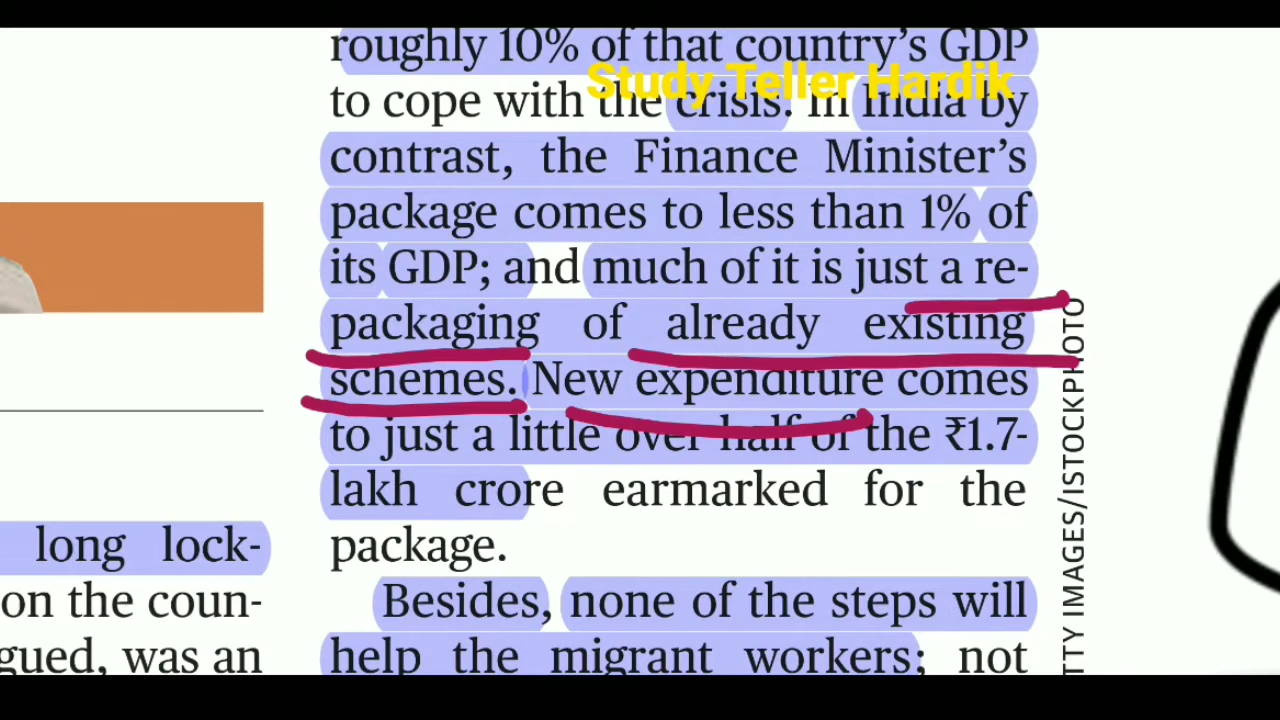 roughly 10% of that country’s GDP
to cope with the crisis. In India by
contrast, the Finance Minister’s
package comes to less than 1% of
its GDP; and much of it is just a re-
packaging of already existing
schemes. New expenditure comes
to just a little over half of the ₹1.7-
lakh crore earmarked for the
package.
Besides, none of the steps will
help the migrant workers; not
Study Teller Hardik
long lock-
on the coun-
gued, was an
TTY IMAGES/ISTOCKPHOTO